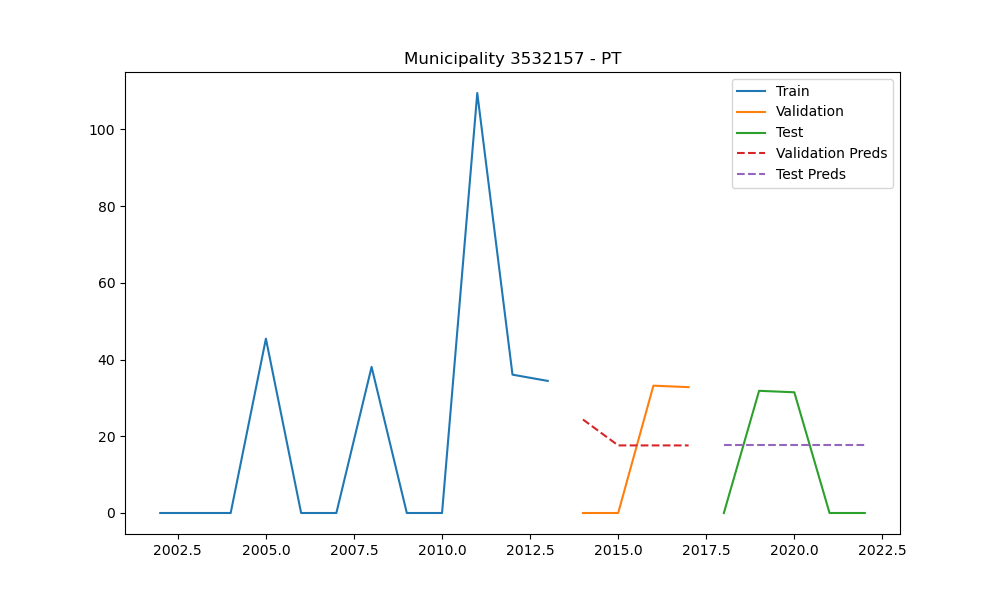 Municipality 3532157 - PT
Train
Validation
Test
Validation Preds
Test Preds
100
80
60
40
20
0
2002.5 2005.0 2007.5 2010.0 2012.5 2015.0 2017.5 2020.0 2022.5